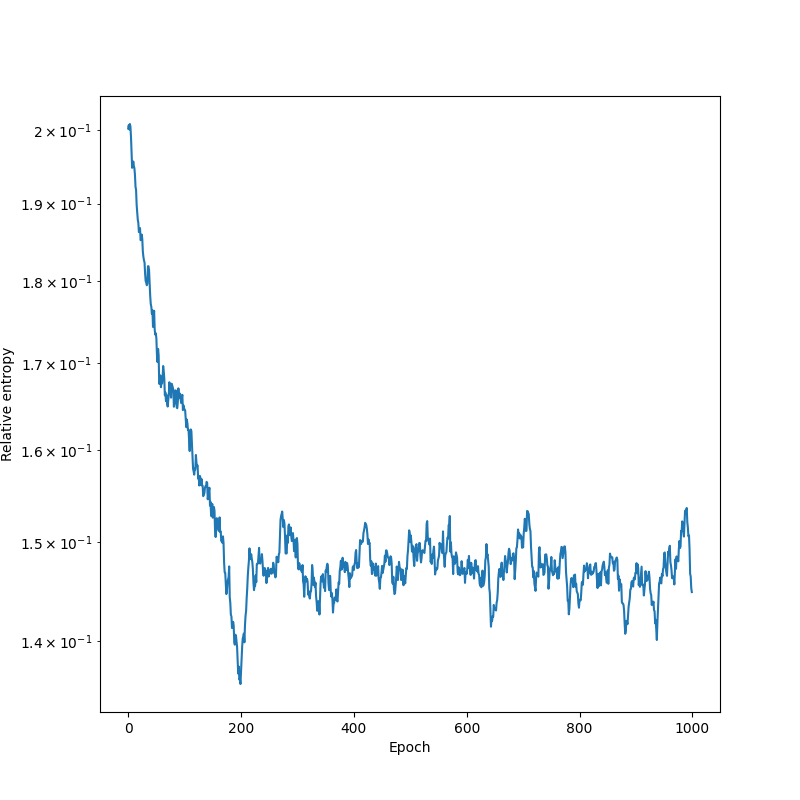 Relative entropy
2 × 10⁻¹
1.9 × 10⁻¹
1.8 × 10⁻¹
1.7 × 10⁻¹
1.6 × 10⁻¹
1.5 × 10⁻¹
1.4 × 10⁻¹
0 200 400 600 800 1000
Epoch